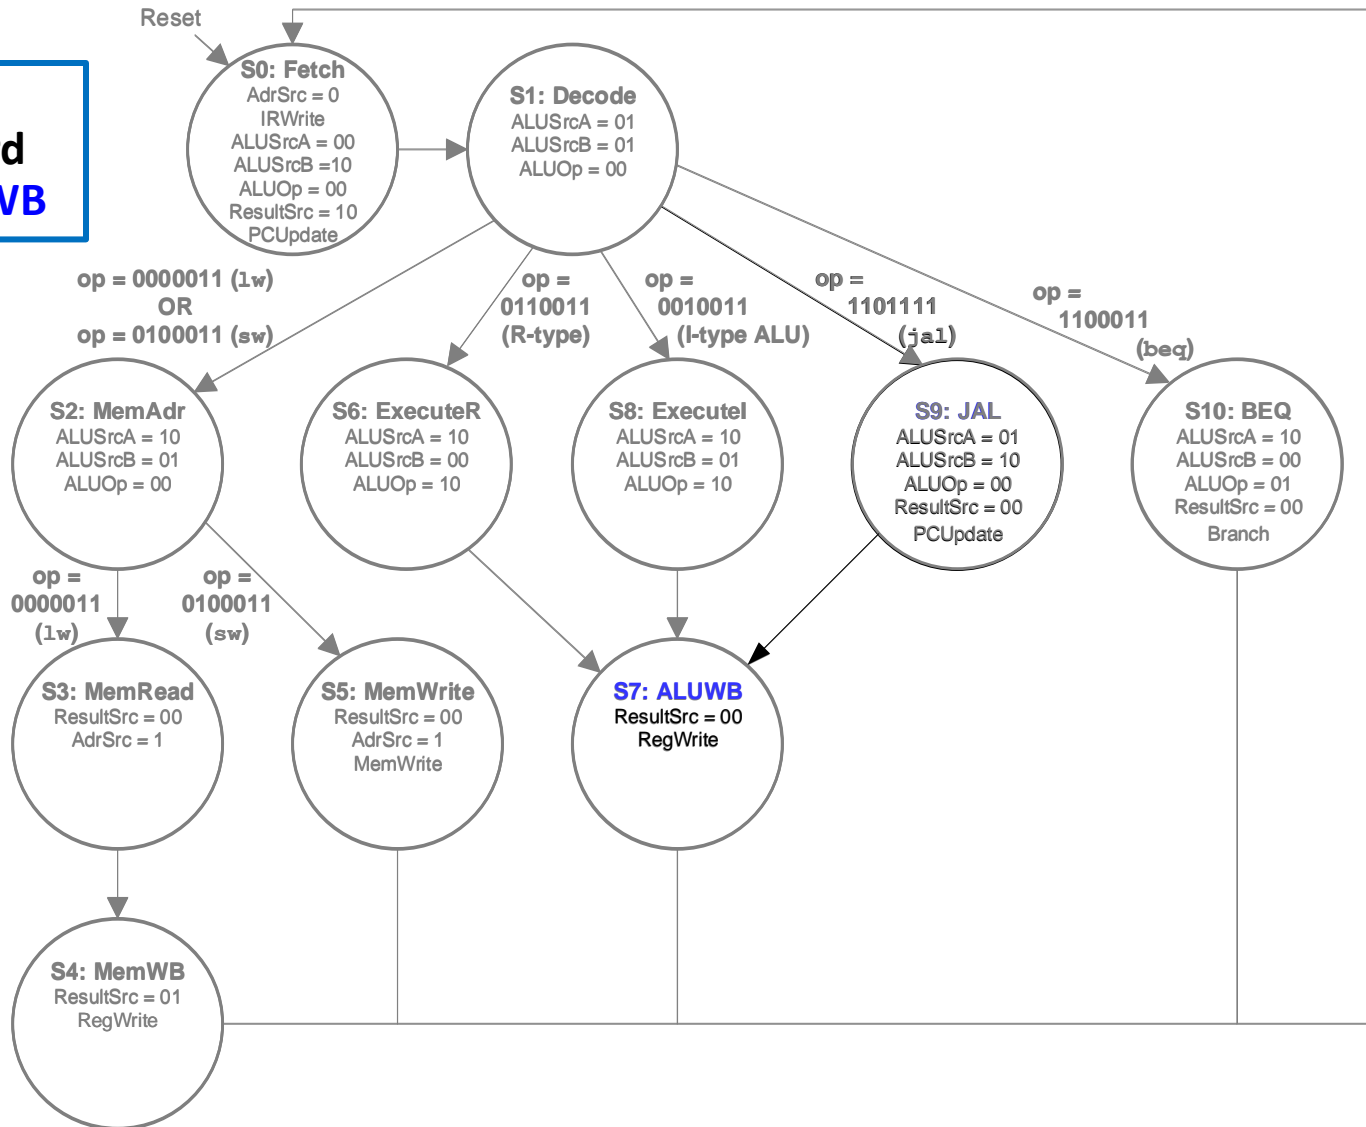 Reset
d
WB
S0: Fetch
AdrSrc = 0
IRWrite
ALUSrcA = 00
ALUSrcB =10
ALUOp = 00
ResultSrc = 10
PCUpdate
S1: Decode
ALUSrcA = 01
ALUSrcB = 01
ALUOp = 00
op = 0000011 (lw)
OR
op = 0100011 (sw)
op =
0110011
(R-type)
op =
0010011
(I-type ALU)
op =
1101111
(jal)
op =
1100011
(beq)
S2: MemAdr
ALUSrcA = 10
ALUSrcB = 01
ALUOp = 00
S6: ExecuteR
ALUSrcA = 10
ALUSrcB = 00
ALUOp = 10
S8: ExecuteI
ALUSrcA = 10
ALUSrcB = 01
ALUOp = 10
S9: JAL
ALUSrcA = 01
ALUSrcB = 10
ALUOp = 00
ResultSrc = 00
PCUpdate
S10: BEQ
ALUSrcA = 10
ALUSrcB = 00
ALUOp = 01
ResultSrc = 00
Branch
op =
0000011
(lw)
op =
0100011
(sw)
S3: MemRead
ResultSrc = 00
AdrSrc = 1
S5: MemWrite
ResultSrc = 00
AdrSrc = 1
MemWrite
S7: ALUWB
ResultSrc = 00
RegWrite
S4: MemWB
ResultSrc = 01
RegWrite